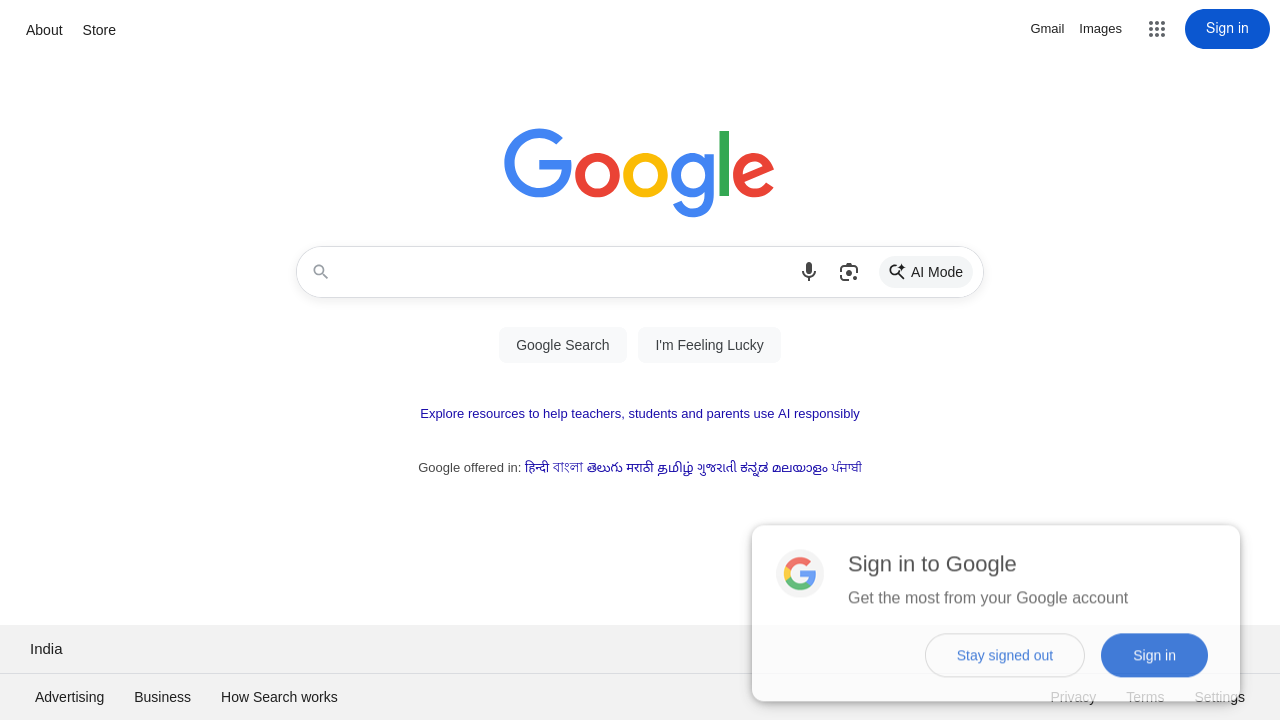 About Store
Gmail Images Sign in
Google
AI Mode
Google Search I'm Feeling Lucky
Explore resources to help teachers, students and parents use AI responsibly
Google offered in: हिन्दी বাংলা తెలుగు मराठी தமிழ் ગુજરાતી ಕನ್ನಡ മലയാളം ਪੰਜਾਬੀ
Sign in to Google
Get the most from your Google account
Stay signed out Sign in
India
Advertising Business How Search works
Privacy Terms Settings